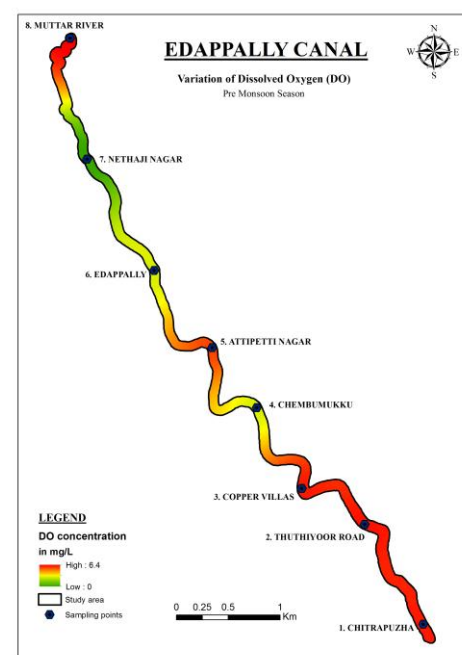 8. MUTTAR RIVER
EDAPPALLY CANAL
Variation of Dissolved Oxygen (DO)
Pre Monsoon Season
N
W E
S
7. NETHAJI NAGAR
6. EDAPPALLY
5. ATTIPETTI NAGAR
4. CHEMBUMUKKU
3. COPPER VILLAS
2. THUTHIYOOR ROAD
1. CHITRAPUZHA
LEGEND
DO concentration
in mg/L
High : 6.4
Low : 0
Study area
Sampling points
0 0.25 0.5 1
Km